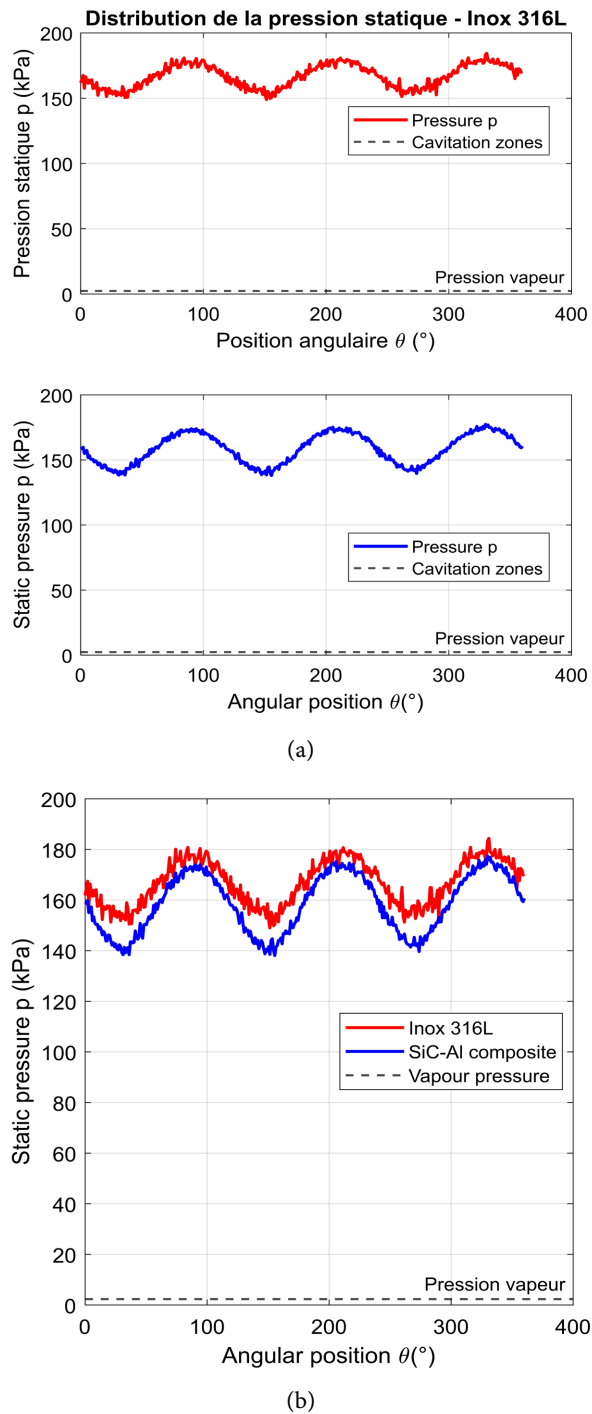 Distribution de la pression statique - Inox 316L
200
150
100
50
0
Pression statique p (kPa)
Pressure p
Cavitation zones
Pression vapeur
0 100 200 300 400
Position angulaire θ (°)
200
150
100
50
0
Static pressure p (kPa)
Pressure p
Cavitation zones
Pression vapeur
0 100 200 300 400
Angular position θ(°)
(a)
200
180
160
140
120
100
80
60
40
20
0
Static pressure p (kPa)
Inox 316L
SiC-Al composite
Vapour pressure
Pression vapeur
0 100 200 300 400
Angular position θ(°)
(b)